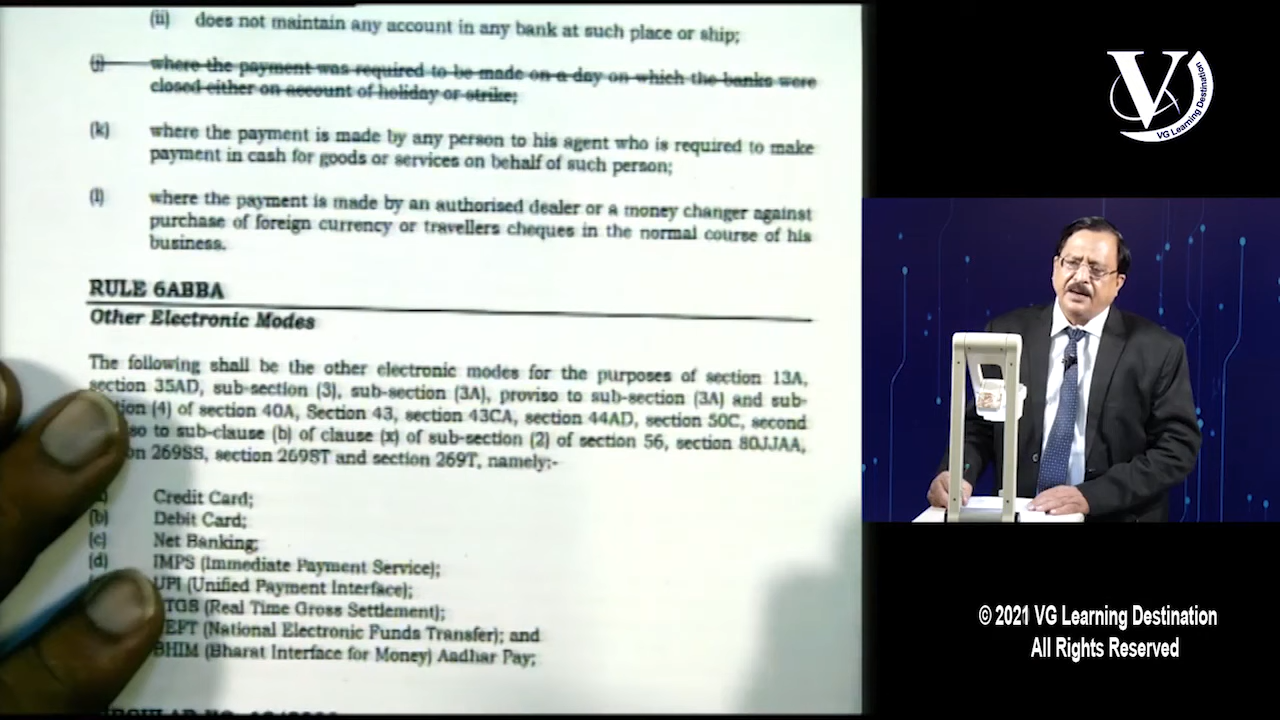 (ii) does not maintain any account in any bank at such place or ship;
(j) where the payment was required to be made on a day on which the banks were
closed either on account of holiday or strike;
(k) where the payment is made by any person to his agent who is required to make
payment in cash for goods or services on behalf of such person;
(l) where the payment is made by an authorised dealer or a money changer against
purchase of foreign currency or travellers cheques in the normal course of his
business.
RULE 6ABBA
Other Electronic Modes
The following shall be the other electronic modes for the purposes of section 13A,
section 35AD, sub-section (3), sub-section (3A), proviso to sub-section (3A) and sub-
tion (4) of section 40A, Section 43, section 43CA, section 44AD, section 50C, second
so to sub-clause (b) of clause (x) of sub-section (2) of section 56, section 80JJAA,
on 269SS, section 269ST and section 269T, namely:-
Credit Card;
(b) Debit Card;
(c) Net Banking;
(d) IMPS (Immediate Payment Service);
UPI (Unified Payment Interface);
TGS (Real Time Gross Settlement);
EFT (National Electronic Funds Transfer); and
BHIM (Bharat Interface for Money) Aadhar Pay;
VG Learning Destination
© 2021 VG Learning Destination
All Rights Reserved